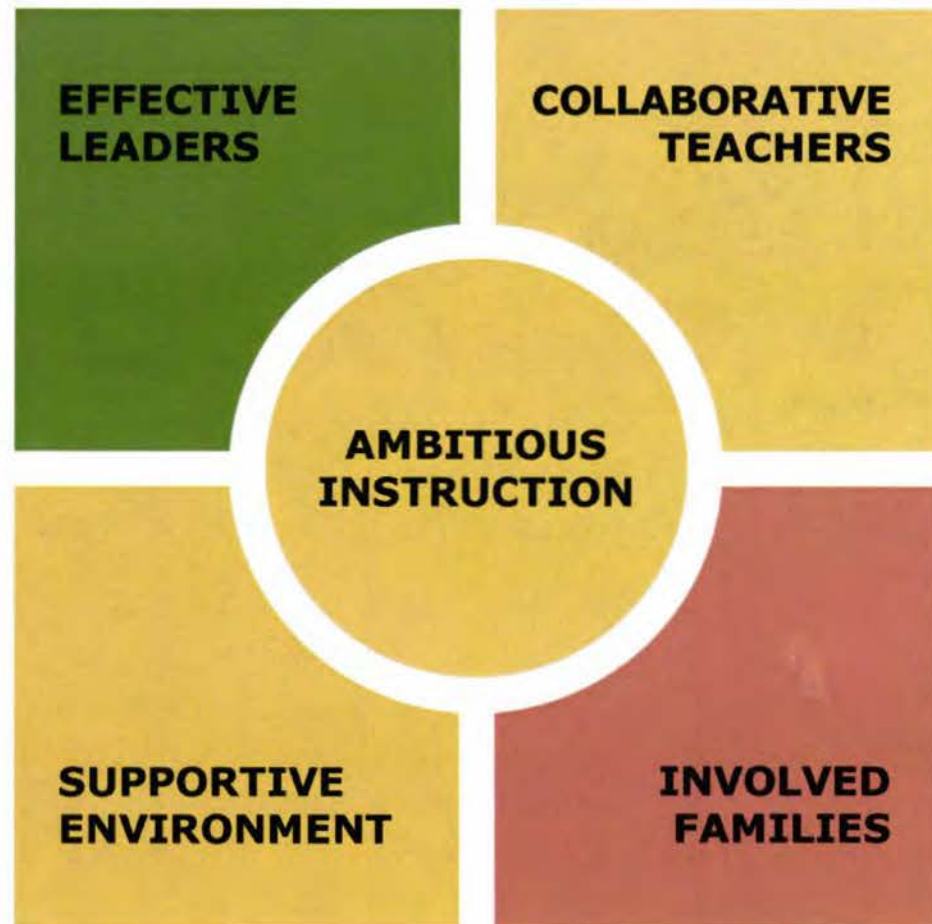 EFFECTIVE
LEADERS
COLLABORATIVE
TEACHERS
AMBITIOUS
INSTRUCTION
SUPPORTIVE
ENVIRONMENT
INVOLVED
FAMILIES